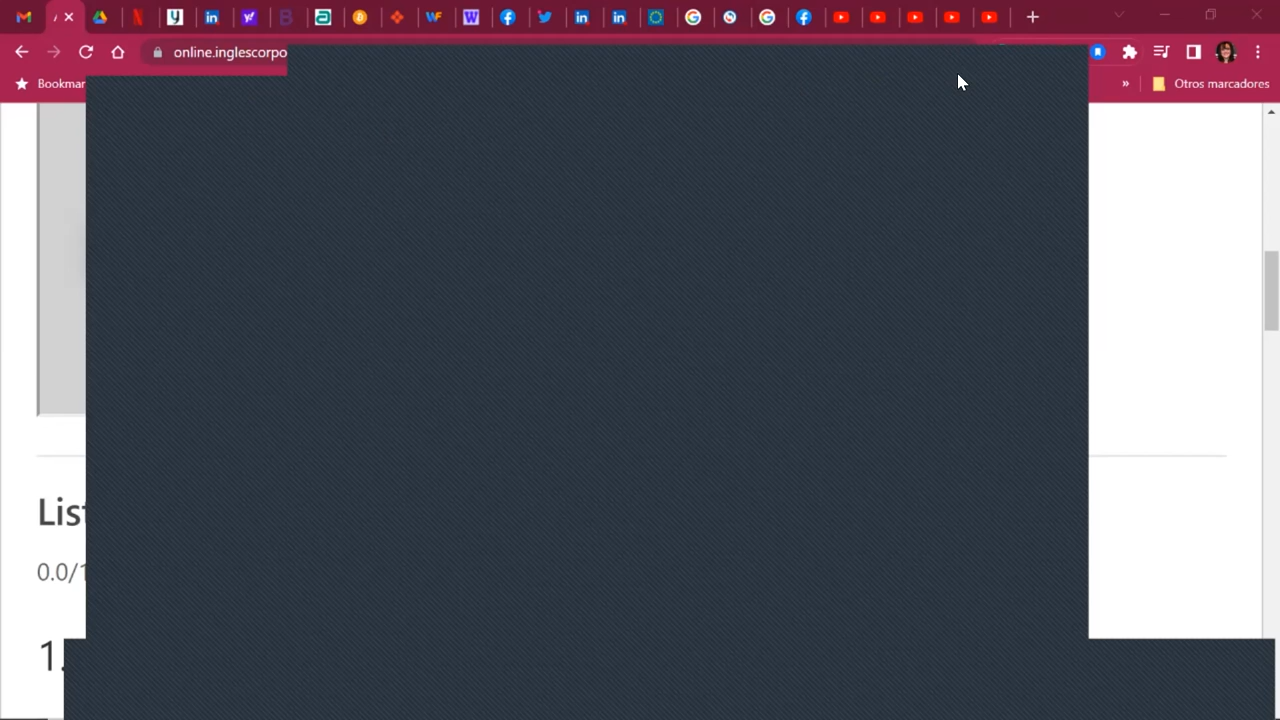 online.inglescorpo
Bookmar
» Otros marcadores
List
0.0/1
1.